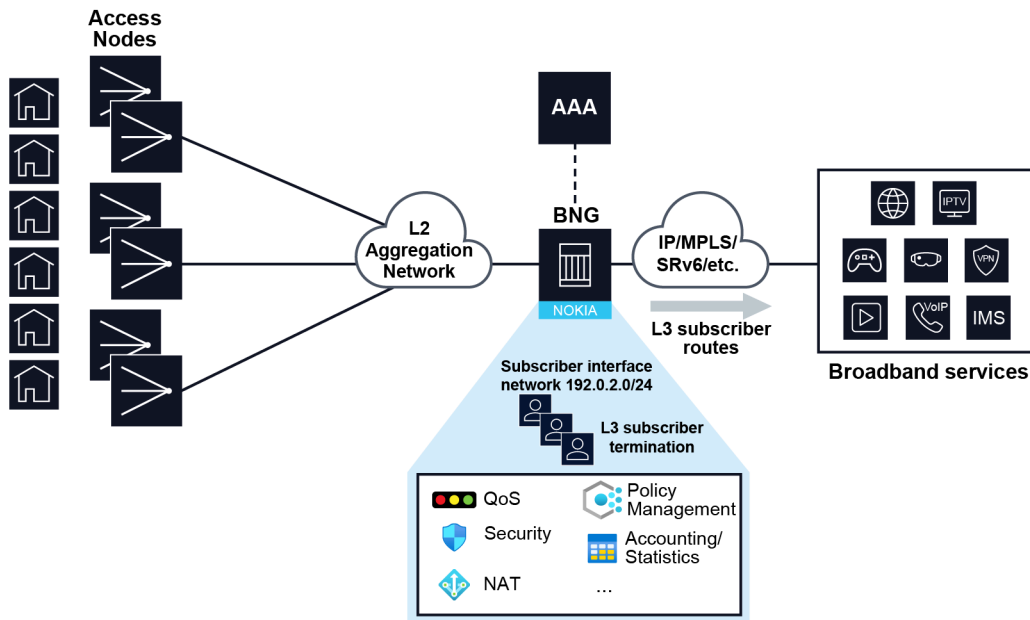 Access
Nodes
AAA
BNG
NOKIA
L2
Aggregation
Network
IP/MPLS/
SRv6/etc.
L3 subscriber
routes
IPTV
VPN
VoIP
IMS
Broadband services
Subscriber interface
network 192.0.2.0/24
L3 subscriber
termination
QoS
Policy
Management
Security
Accounting/
Statistics
NAT
...